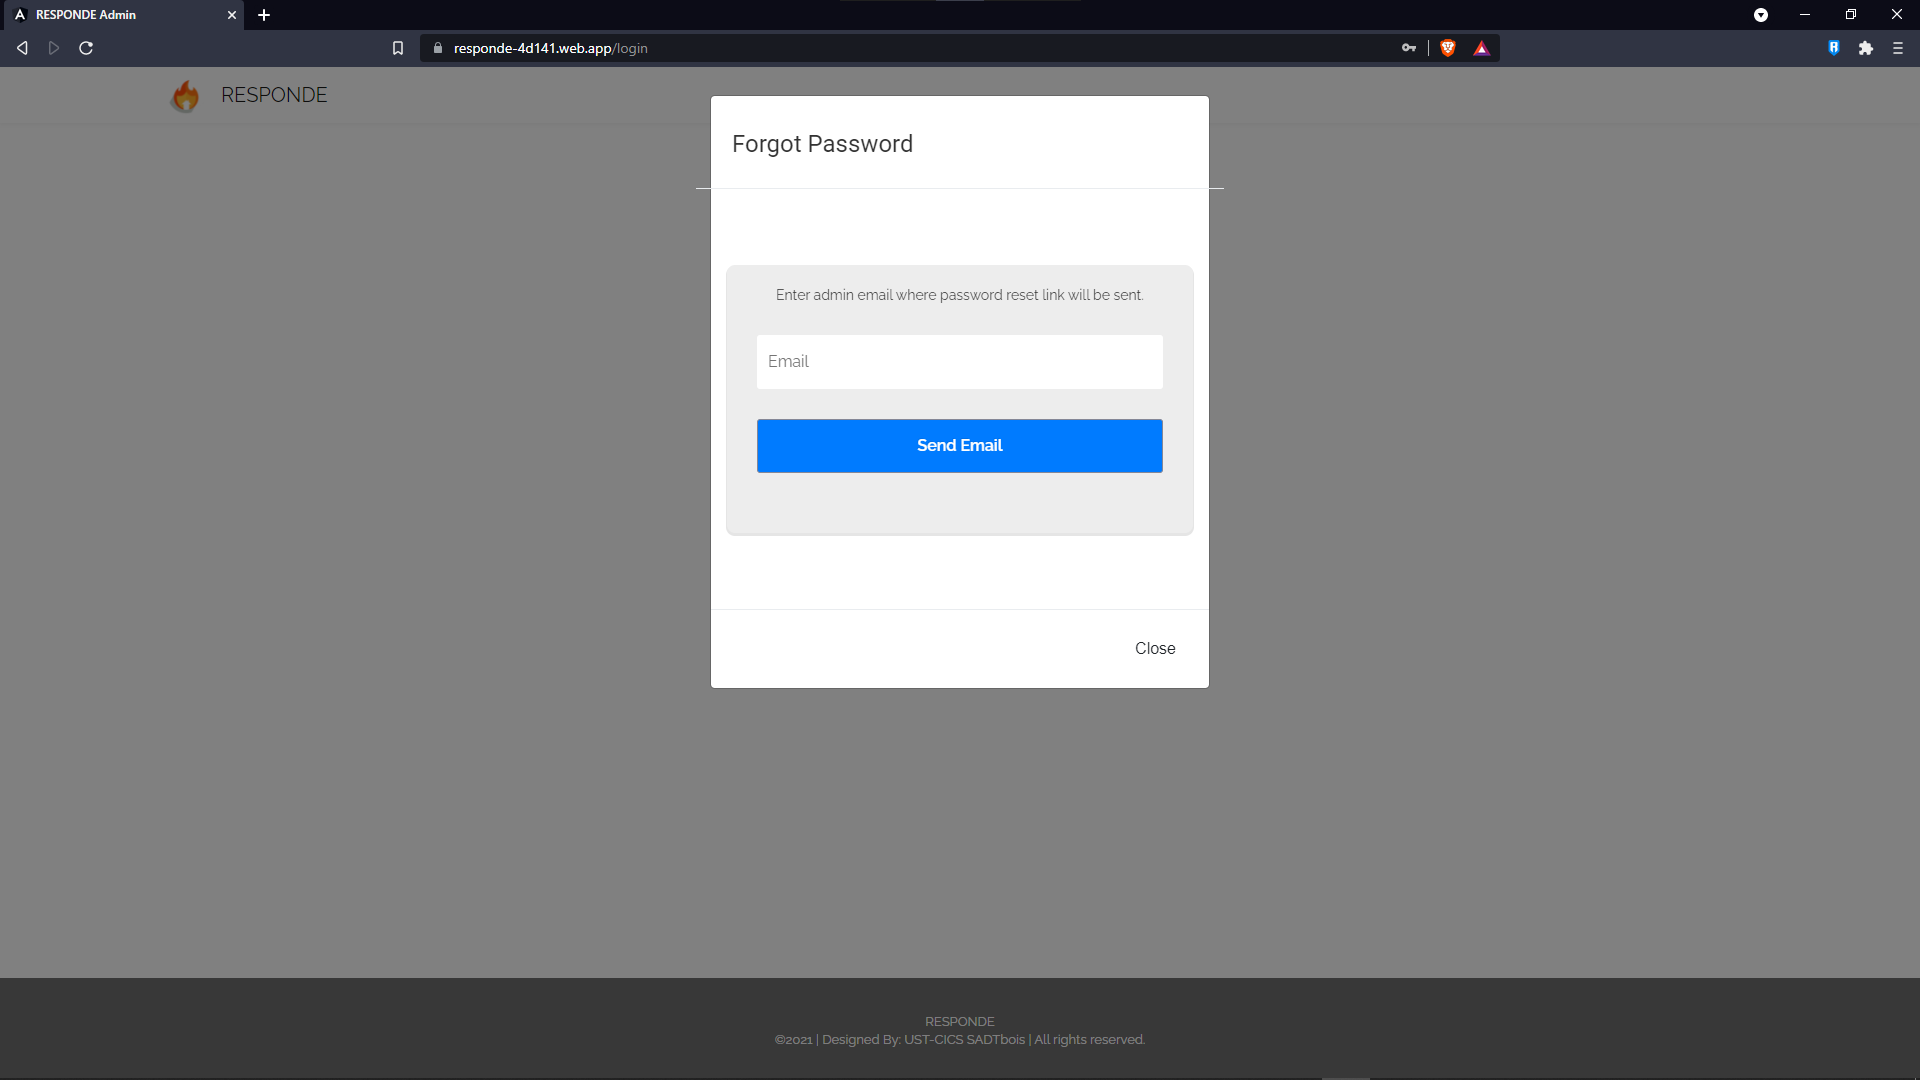 RESPONDE Admin
responde-4d141.web.app/login
RESPONDE
Forgot Password
Enter admin email where password reset link will be sent.
Email
Send Email
Close
RESPONDE
©2021 | Designed By: UST-CICS SADTbois | All rights reserved.